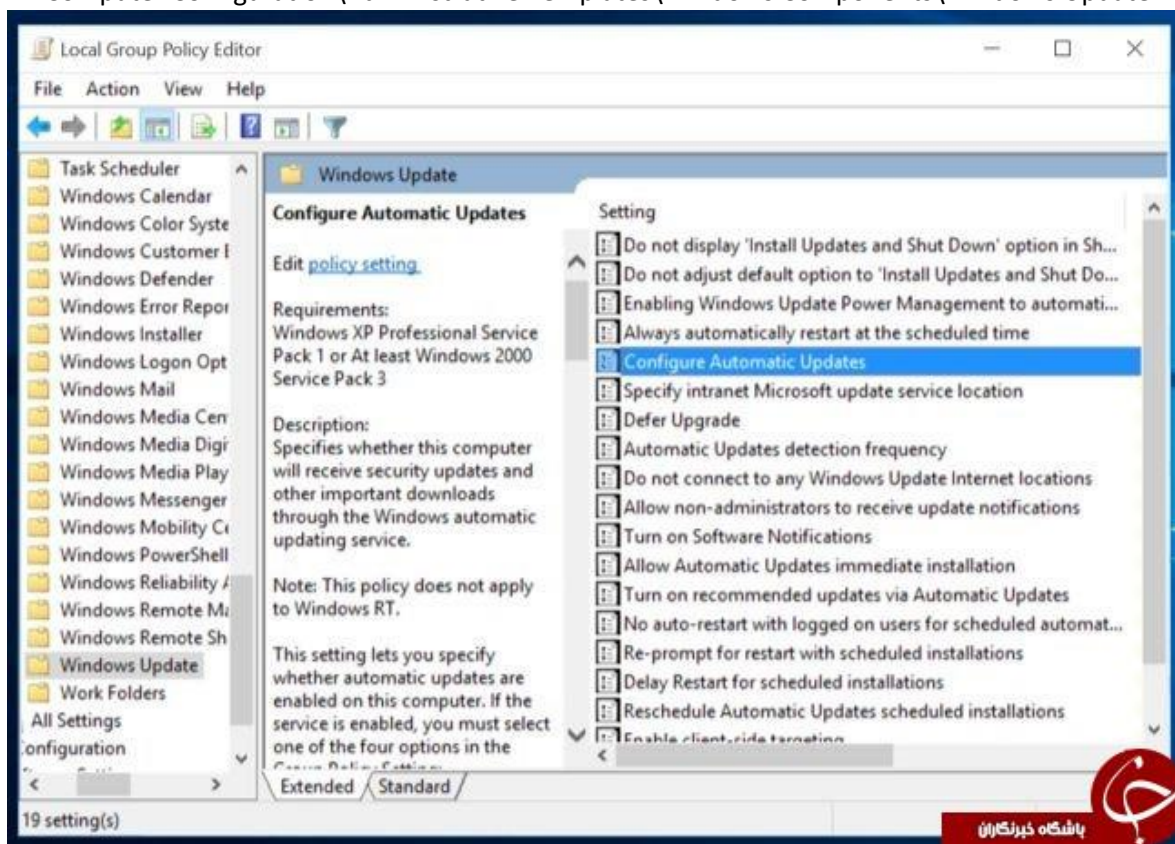 Local Group Policy Editor
File Action View Help
Task Scheduler
Windows Calendar
Windows Color Syste
Windows Customer E
Windows Defender
Windows Error Repor
Windows Installer
Windows Logon Opt
Windows Mail
Windows Media Cen
Windows Media Digi
Windows Media Play
Windows Messenger
Windows Mobility Ce
Windows PowerShell
Windows Reliability A
Windows Remote Ma
Windows Remote Sh
Windows Update
Work Folders
All Settings
Configuration
Windows Update
Configure Automatic Updates
Edit policy setting
Requirements:
Windows XP Professional Service
Pack 1 or At least Windows 2000
Service Pack 3
Description:
Specifies whether this computer
will receive security updates and
other important downloads
through the Windows automatic
updating service.
Note: This policy does not apply
to Windows RT.
This setting lets you specify
whether automatic updates are
enabled on this computer. If the
service is enabled, you must select
one of the four options in the
Group Policy Setting:
Setting
Do not display 'Install Updates and Shut Down' option in Sh...
Do not adjust default option to 'Install Updates and Shut Do...
Enabling Windows Update Power Management to automati...
Always automatically restart at the scheduled time
Configure Automatic Updates
Specify intranet Microsoft update service location
Defer Upgrade
Automatic Updates detection frequency
Do not connect to any Windows Update Internet locations
Allow non-administrators to receive update notifications
Turn on Software Notifications
Allow Automatic Updates immediate installation
Turn on recommended updates via Automatic Updates
No auto-restart with logged on users for scheduled automat...
Re-prompt for restart with scheduled installations
Delay Restart for scheduled installations
Reschedule Automatic Updates scheduled installations
Enable client-side targeting
Extended Standard
19 setting(s)
باشگاه خبرنگاران